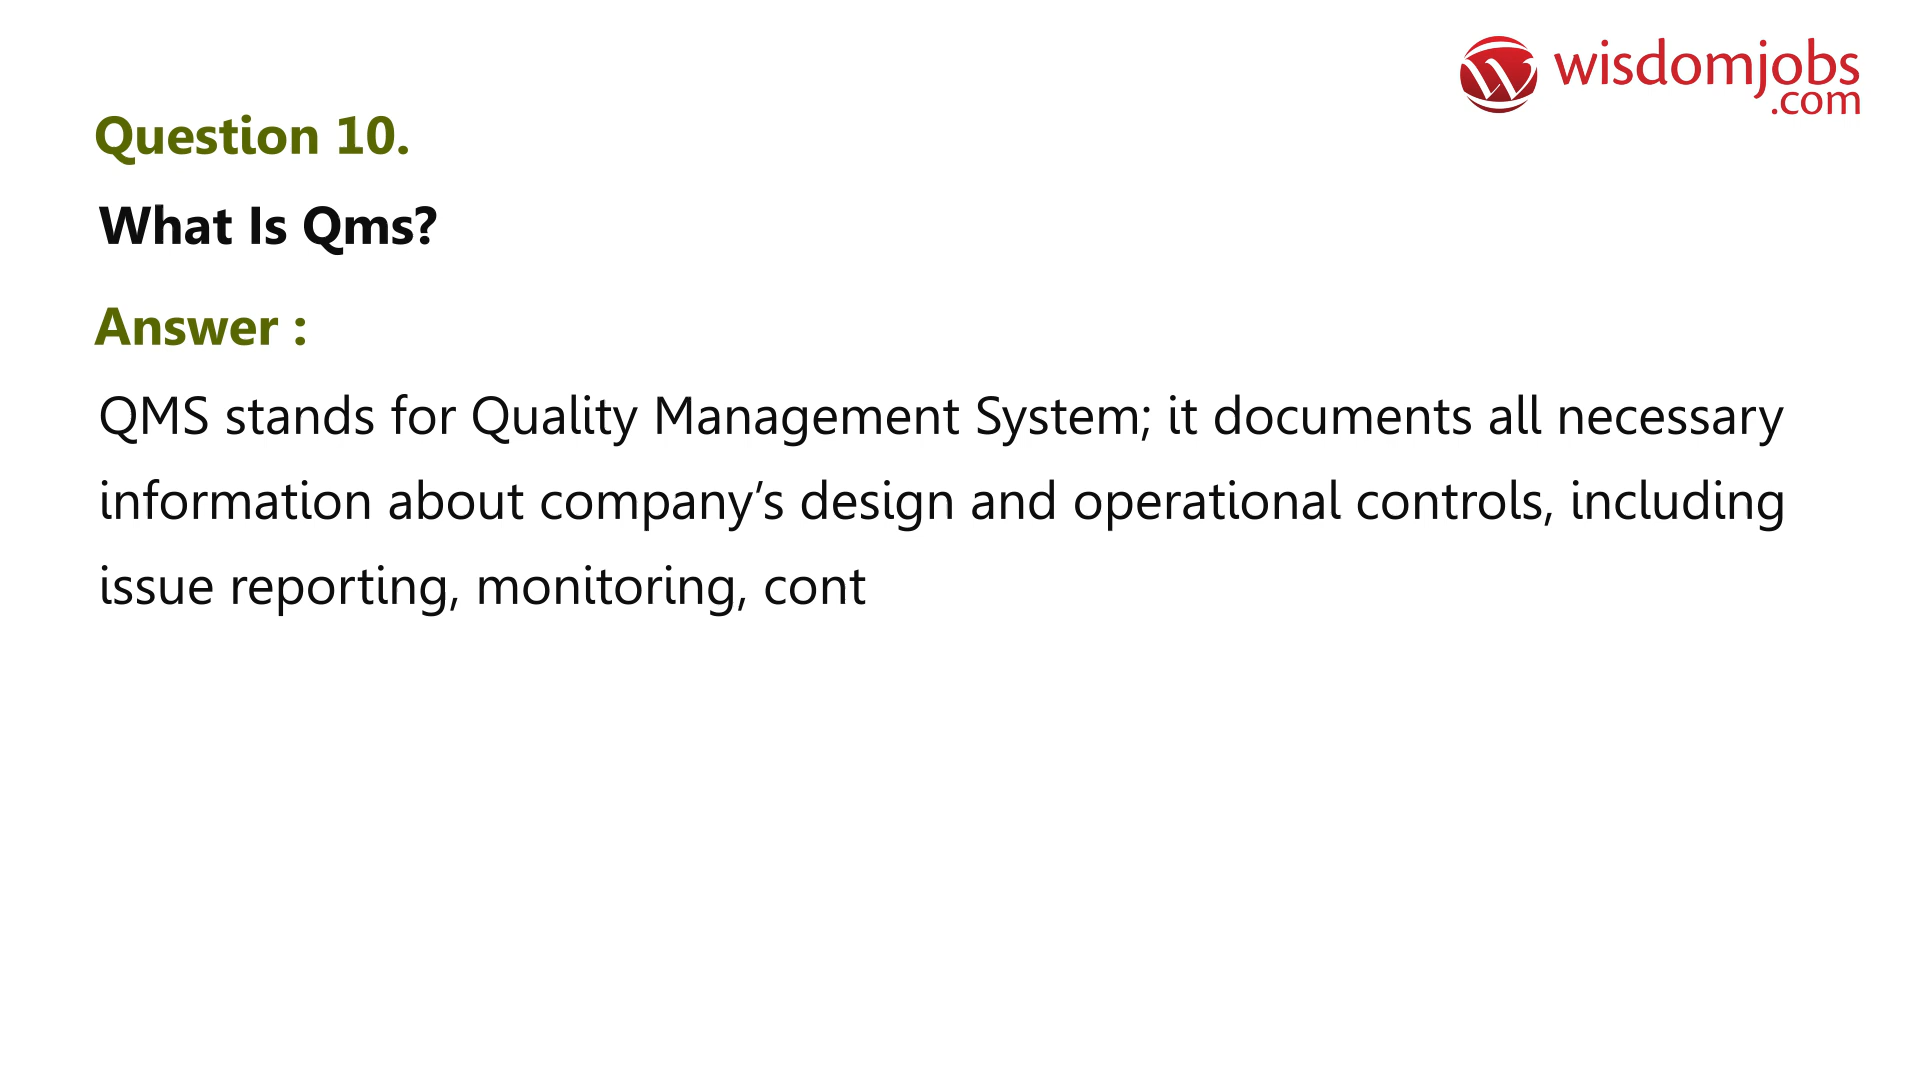 wisdomjobs
.com
Question 10.
What Is Qms?
Answer :
QMS stands for Quality Management System; it documents all necessary
information about company’s design and operational controls, including
issue reporting, monitoring, cont